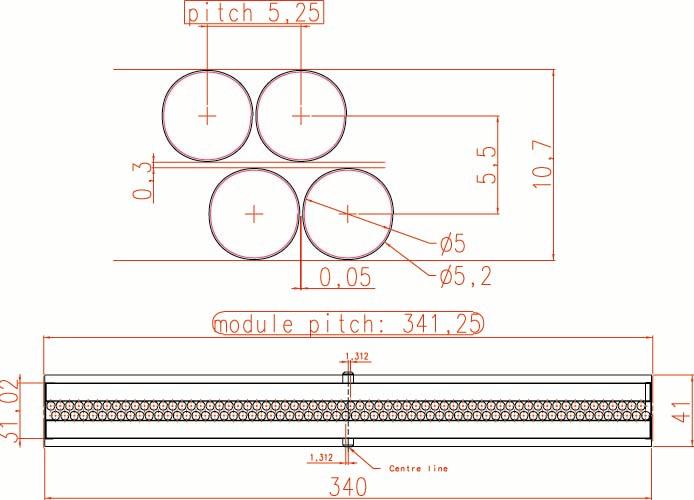 pitch 5,25
0,3
5,5
10,7
Ø5
Ø5,2
0,05
module pitch: 341,25
1,312
31,02
41
1,312
Centre line
340